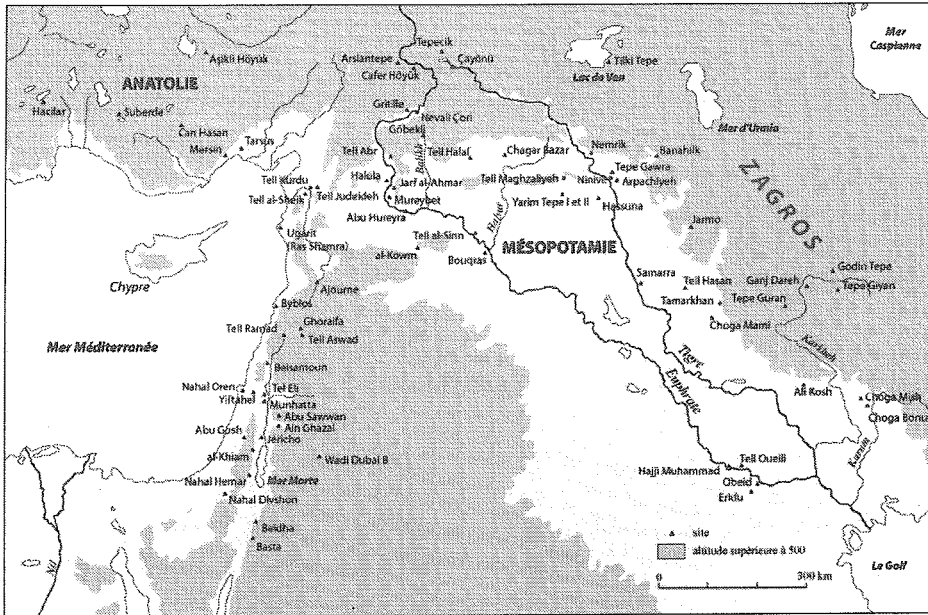 Mer
Caspienne
Tepecik
Çayönü
Aşıklı Höyük
Arslantepe
Cafer Höyük
Tilki Tepe
Lac de Van
ANATOLIE
Hacilar
Suberde
Can Hasan
Mersin
Tarsus
Gritille
Nevali Çori
Göbekli
Mer d'Urmia
Tell Abr
Balikh
Tell Halaf
Chagar Bazar
Nemrik
Banahilk
Tepe Gawra
Ninivee
Arpachiyeh
ZAGROS
Tell Kurdu
Tell Judeideh
Tell al-Sheik
Halula
Jarf al-Ahmar
Mureybet
Tell Maghzaliyeh
Yarim Tepe I et II
Hassuna
Habur
Abu Hureyra
Jarmo
Ugarit
(Ras Shamra)
Tell al-Sinn
al-Kowm
Bouqras
MÉSOPOTAMIE
Godin Tepe
Chypre
Ajourne
Samarra
Tell Hasan
Ganj Dareh
Tepe Giyan
Byblos
Tamarkhan
Tepe Guran
Mer Méditerranée
Ghoraifa
Tell Ramad
Tell Aswad
Choga Mami
Tigre
Karkheh
Beisamoun
Nahal Oren
Tel Eli
Yiftahel
Munhatta
Euphrate
Ali Kosh
Choga Mish
Choga Bonut
Abu Sawwan
Ain Ghazal
Abu Gosh
Jéricho
al-Khiam
Wadi Dubai B
Karun
Tell Oueili
Hajji Muhammad
Obeid
Eridu
Nahal Hemar
Mer Morte
Nahal Divshon
Beidha
Basta
Nil
site
altitude supérieure à 500
0 300 km
Le Golf